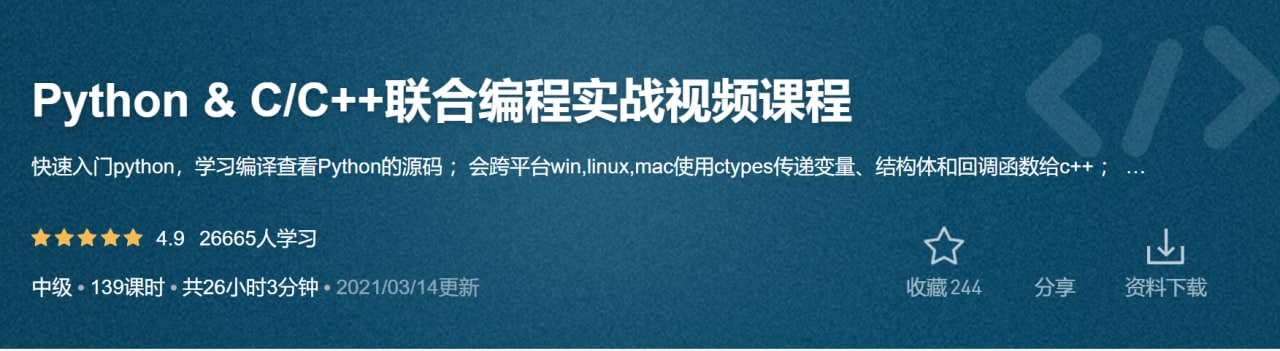 Python & C/C++联合编程实战视频课程
快速入门python，学习编译查看Python的源码； 会跨平台win,linux,mac使用ctypes传递变量、结构体和回调函数给c++； …
4.9 26665人学习
中级 • 139课时 • 共26小时3分钟 • 2021/03/14更新
收藏 244 分享 资料下载